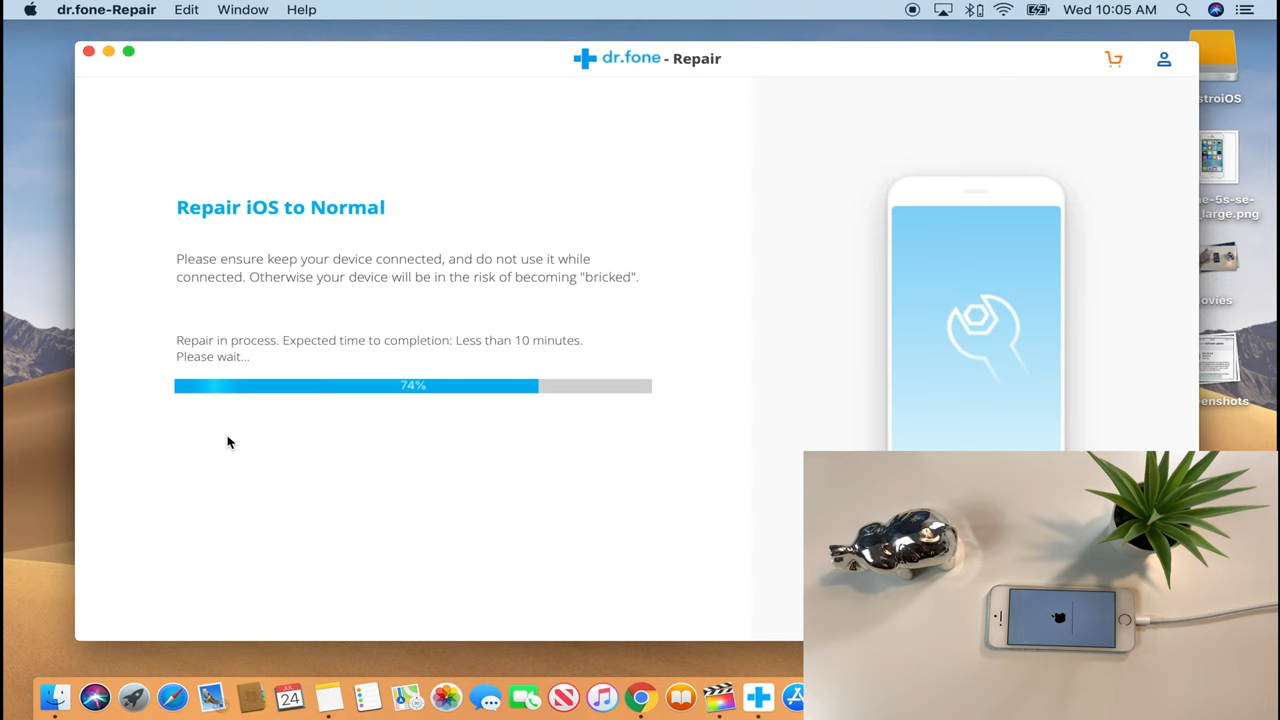 dr.fone-Repair Edit Window Help Wed 10:05 AM
dr.fone - Repair
stroiOS
Repair iOS to Normal
e-5s-se-
_large.png
Please ensure keep your device connected, and do not use it while
connected. Otherwise your device will be in the risk of becoming "bricked".
ovies
Repair in process. Expected time to completion: Less than 10 minutes.
Please wait...
74%
enshots
JUL
24